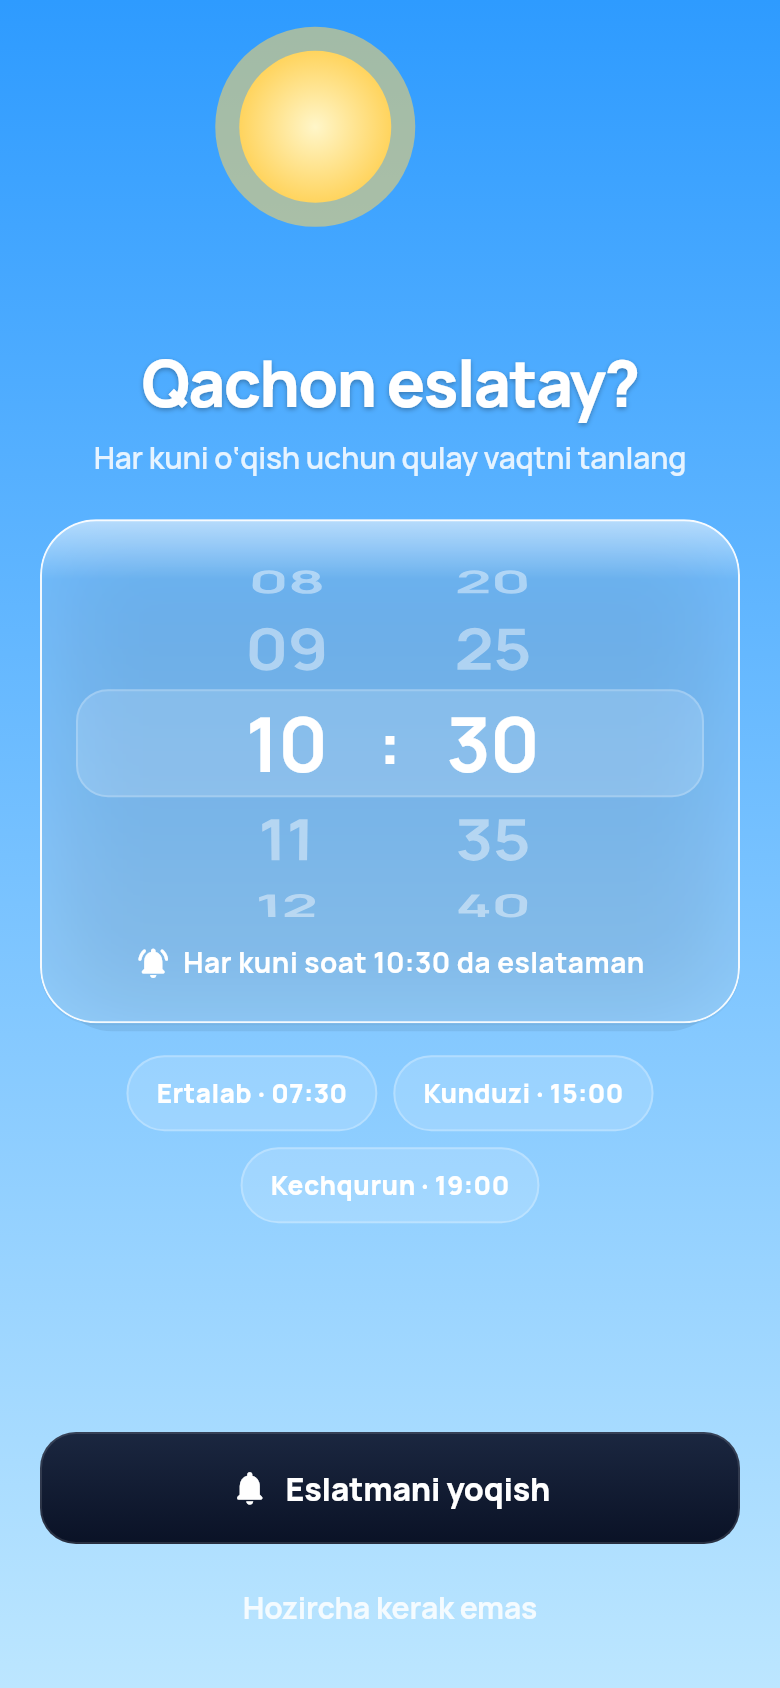 Qachon eslatay?
Har kuni oʻqish uchun qulay vaqtni tanlang
08 20
09 25
10 : 30
11 35
12 40
Har kuni soat 10:30 da eslataman
Ertalab · 07:30 Kunduzi · 15:00
Kechqurun · 19:00
Eslatmani yoqish
Hozircha kerak emas